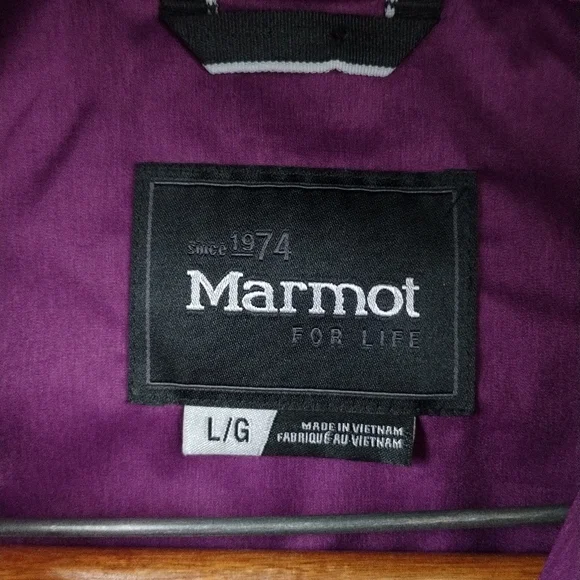 since 1974
Marmot
FOR LIFE
L/G
MADE IN VIETNAM
FABRIQUÉ AU VIETNAM